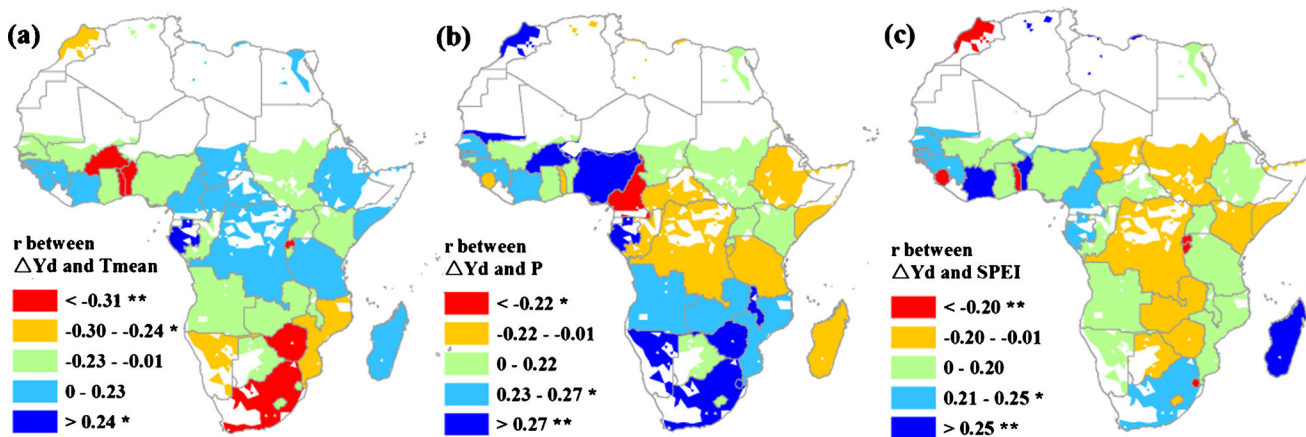 (a)
r between
△Yd and Tmean
< -0.31 **
-0.30 - -0.24 *
-0.23 - -0.01
0 - 0.23
> 0.24 *
(b)
r between
△Yd and P
< -0.22 *
-0.22 - -0.01
0 - 0.22
0.23 - 0.27 *
> 0.27 **
(c)
r between
△Yd and SPEI
< -0.20 **
-0.20 - -0.01
0 - 0.20
0.21 - 0.25 *
> 0.25 **